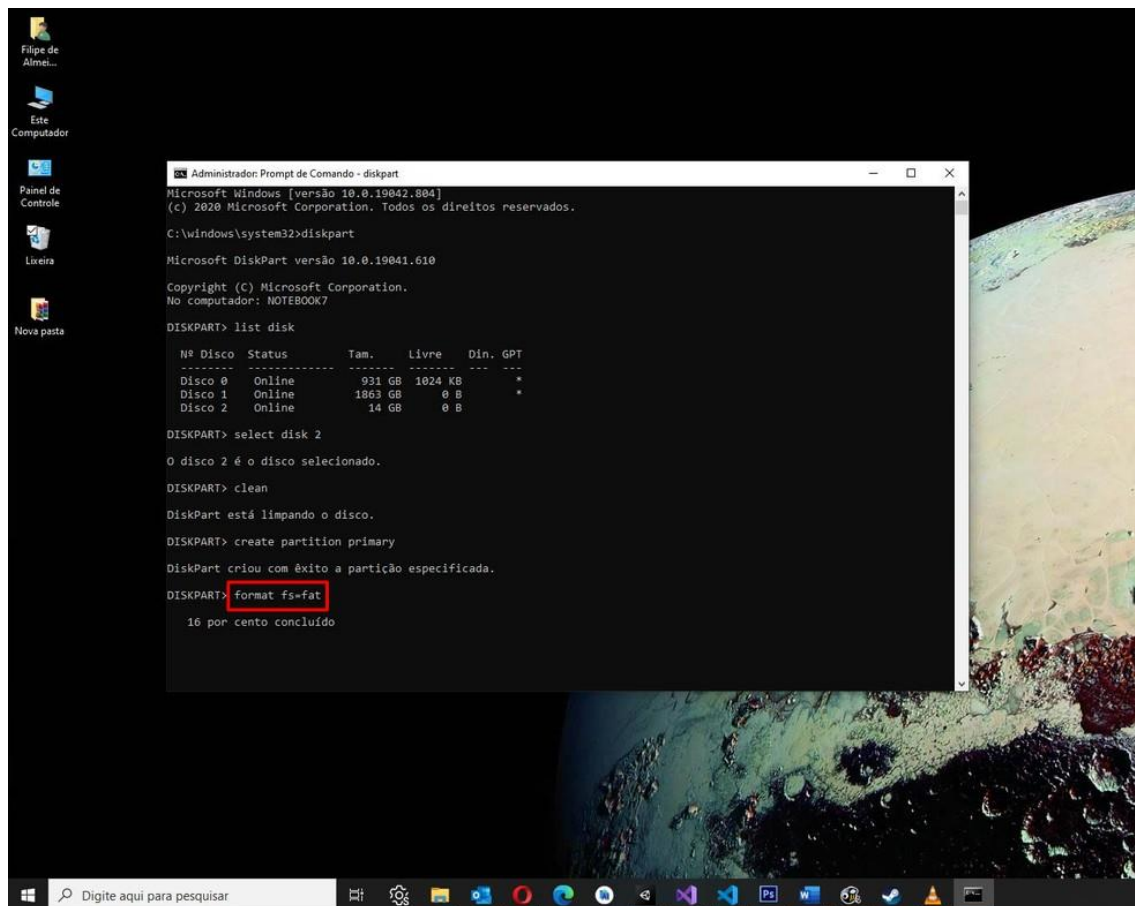 Filipe de
Almei...
Este
Computador
Painel de
Controle
Lixeira
Nova pasta
Administrador: Prompt de Comando - diskpart
Microsoft Windows [versão 10.0.19042.804]
(c) 2020 Microsoft Corporation. Todos os direitos reservados.
C:\windows\system32>diskpart
Microsoft DiskPart versão 10.0.19041.610
Copyright (C) Microsoft Corporation.
No computador: NOTEBOOK7
DISKPART> list disk
Nº Disco Status Tam. Livre Din. GPT
-------- ------------- ------- ------- --- ---
Disco 0 Online 931 GB 1024 KB *
Disco 1 Online 1863 GB 0 B *
Disco 2 Online 14 GB 0 B
DISKPART> select disk 2
O disco 2 é o disco selecionado.
DISKPART> clean
DiskPart está limpando o disco.
DISKPART> create partition primary
DiskPart criou com êxito a partição especificada.
DISKPART> format fs=fat
16 por cento concluído
Digite aqui para pesquisar
Ps